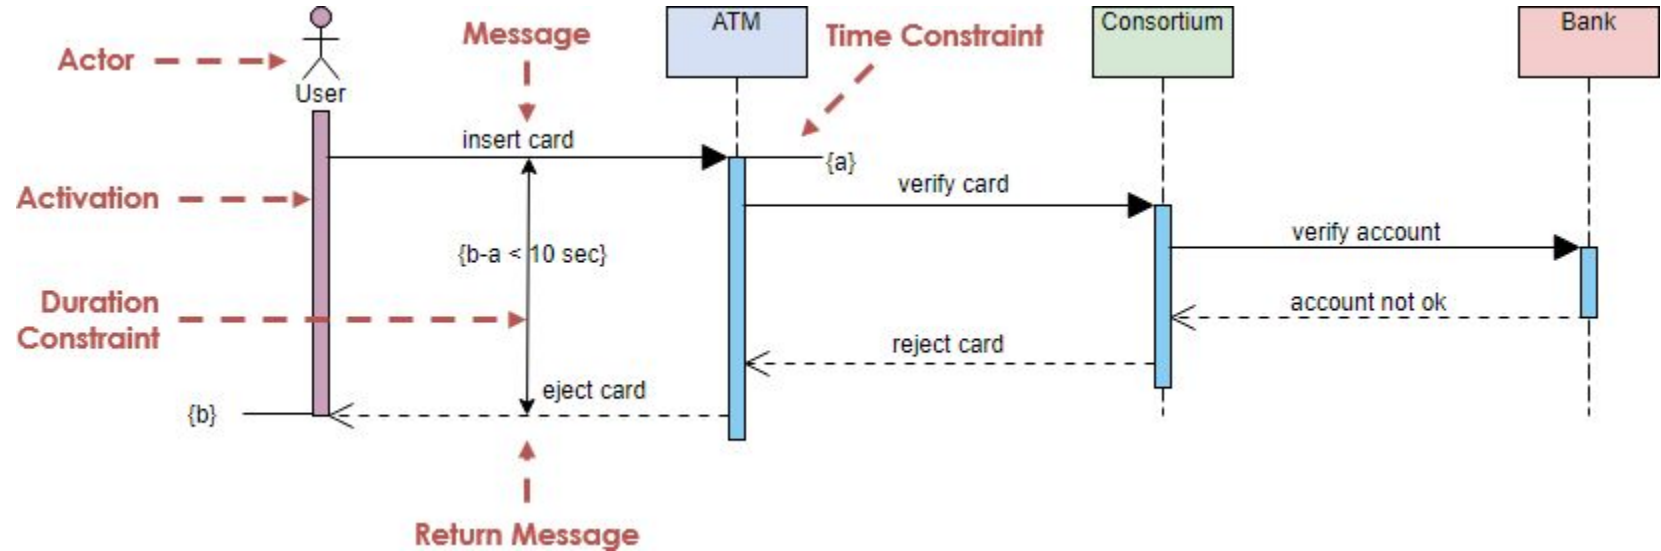 ATM
Consortium
Bank
Message
Time Constraint
Actor
User
insert card
{a}
verify card
Activation
verify account
{b-a < 10 sec}
Duration
Constraint
account not ok
reject card
eject card
{b}
Return Message